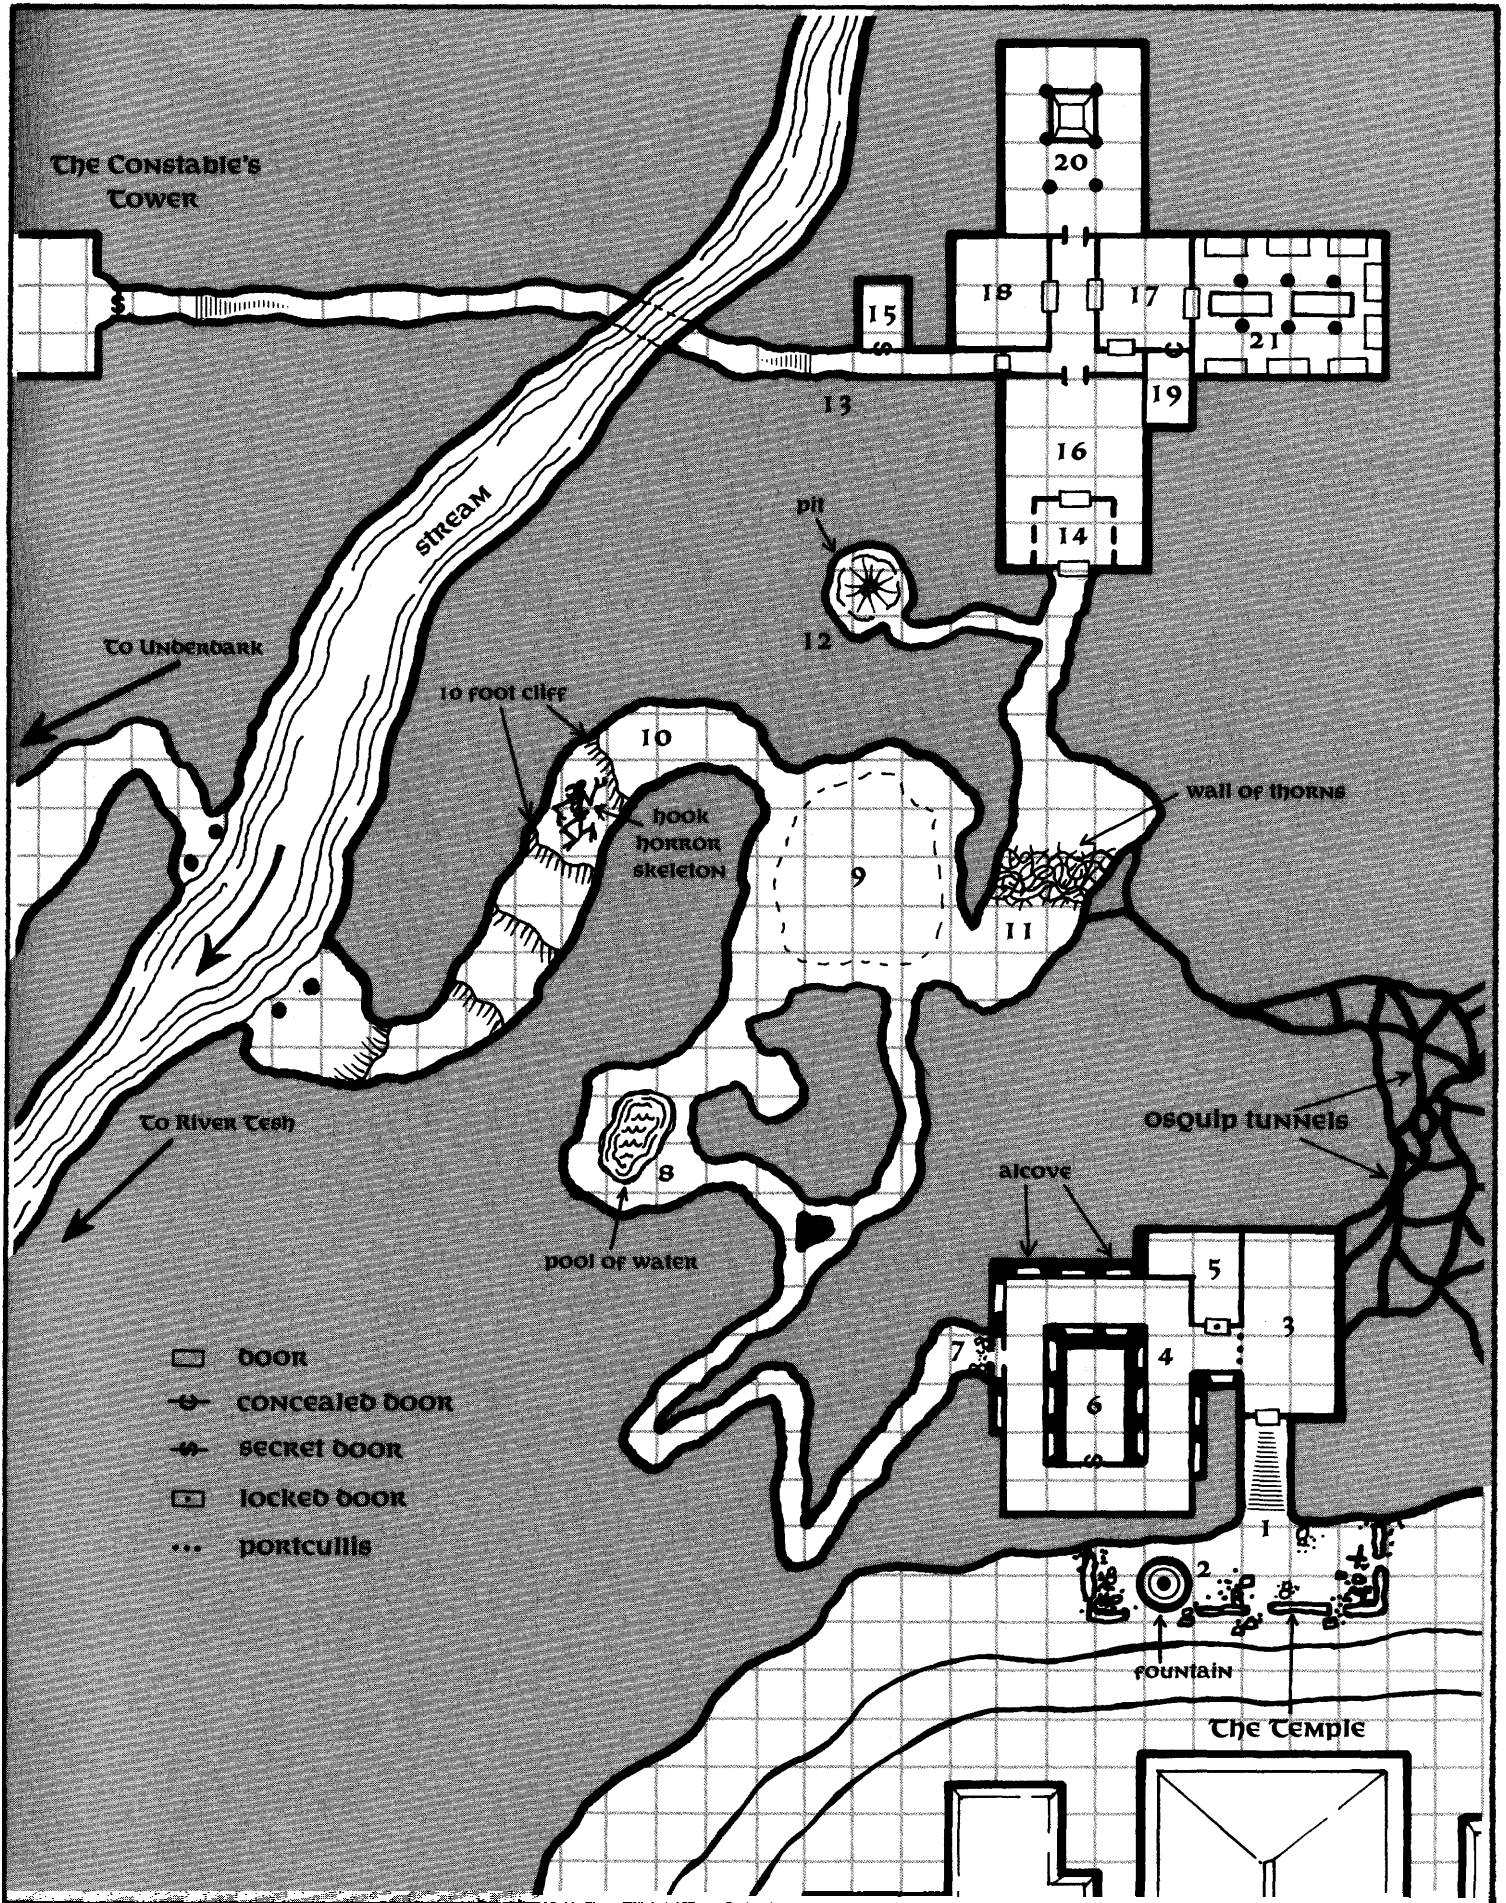 The Constable's
Tower
20
18
17
15
21
13
19
16
stream
pit
14
12
To Underdark
10 foot cliff
10
wall of thorns
hook
horror
skeleton
9
11
To River Tesh
osquip tunnels
alcove
8
pool of water
5
3
7
4
6
door
concealed door
secret door
locked door
portcullis
1
2
fountain
The Temple